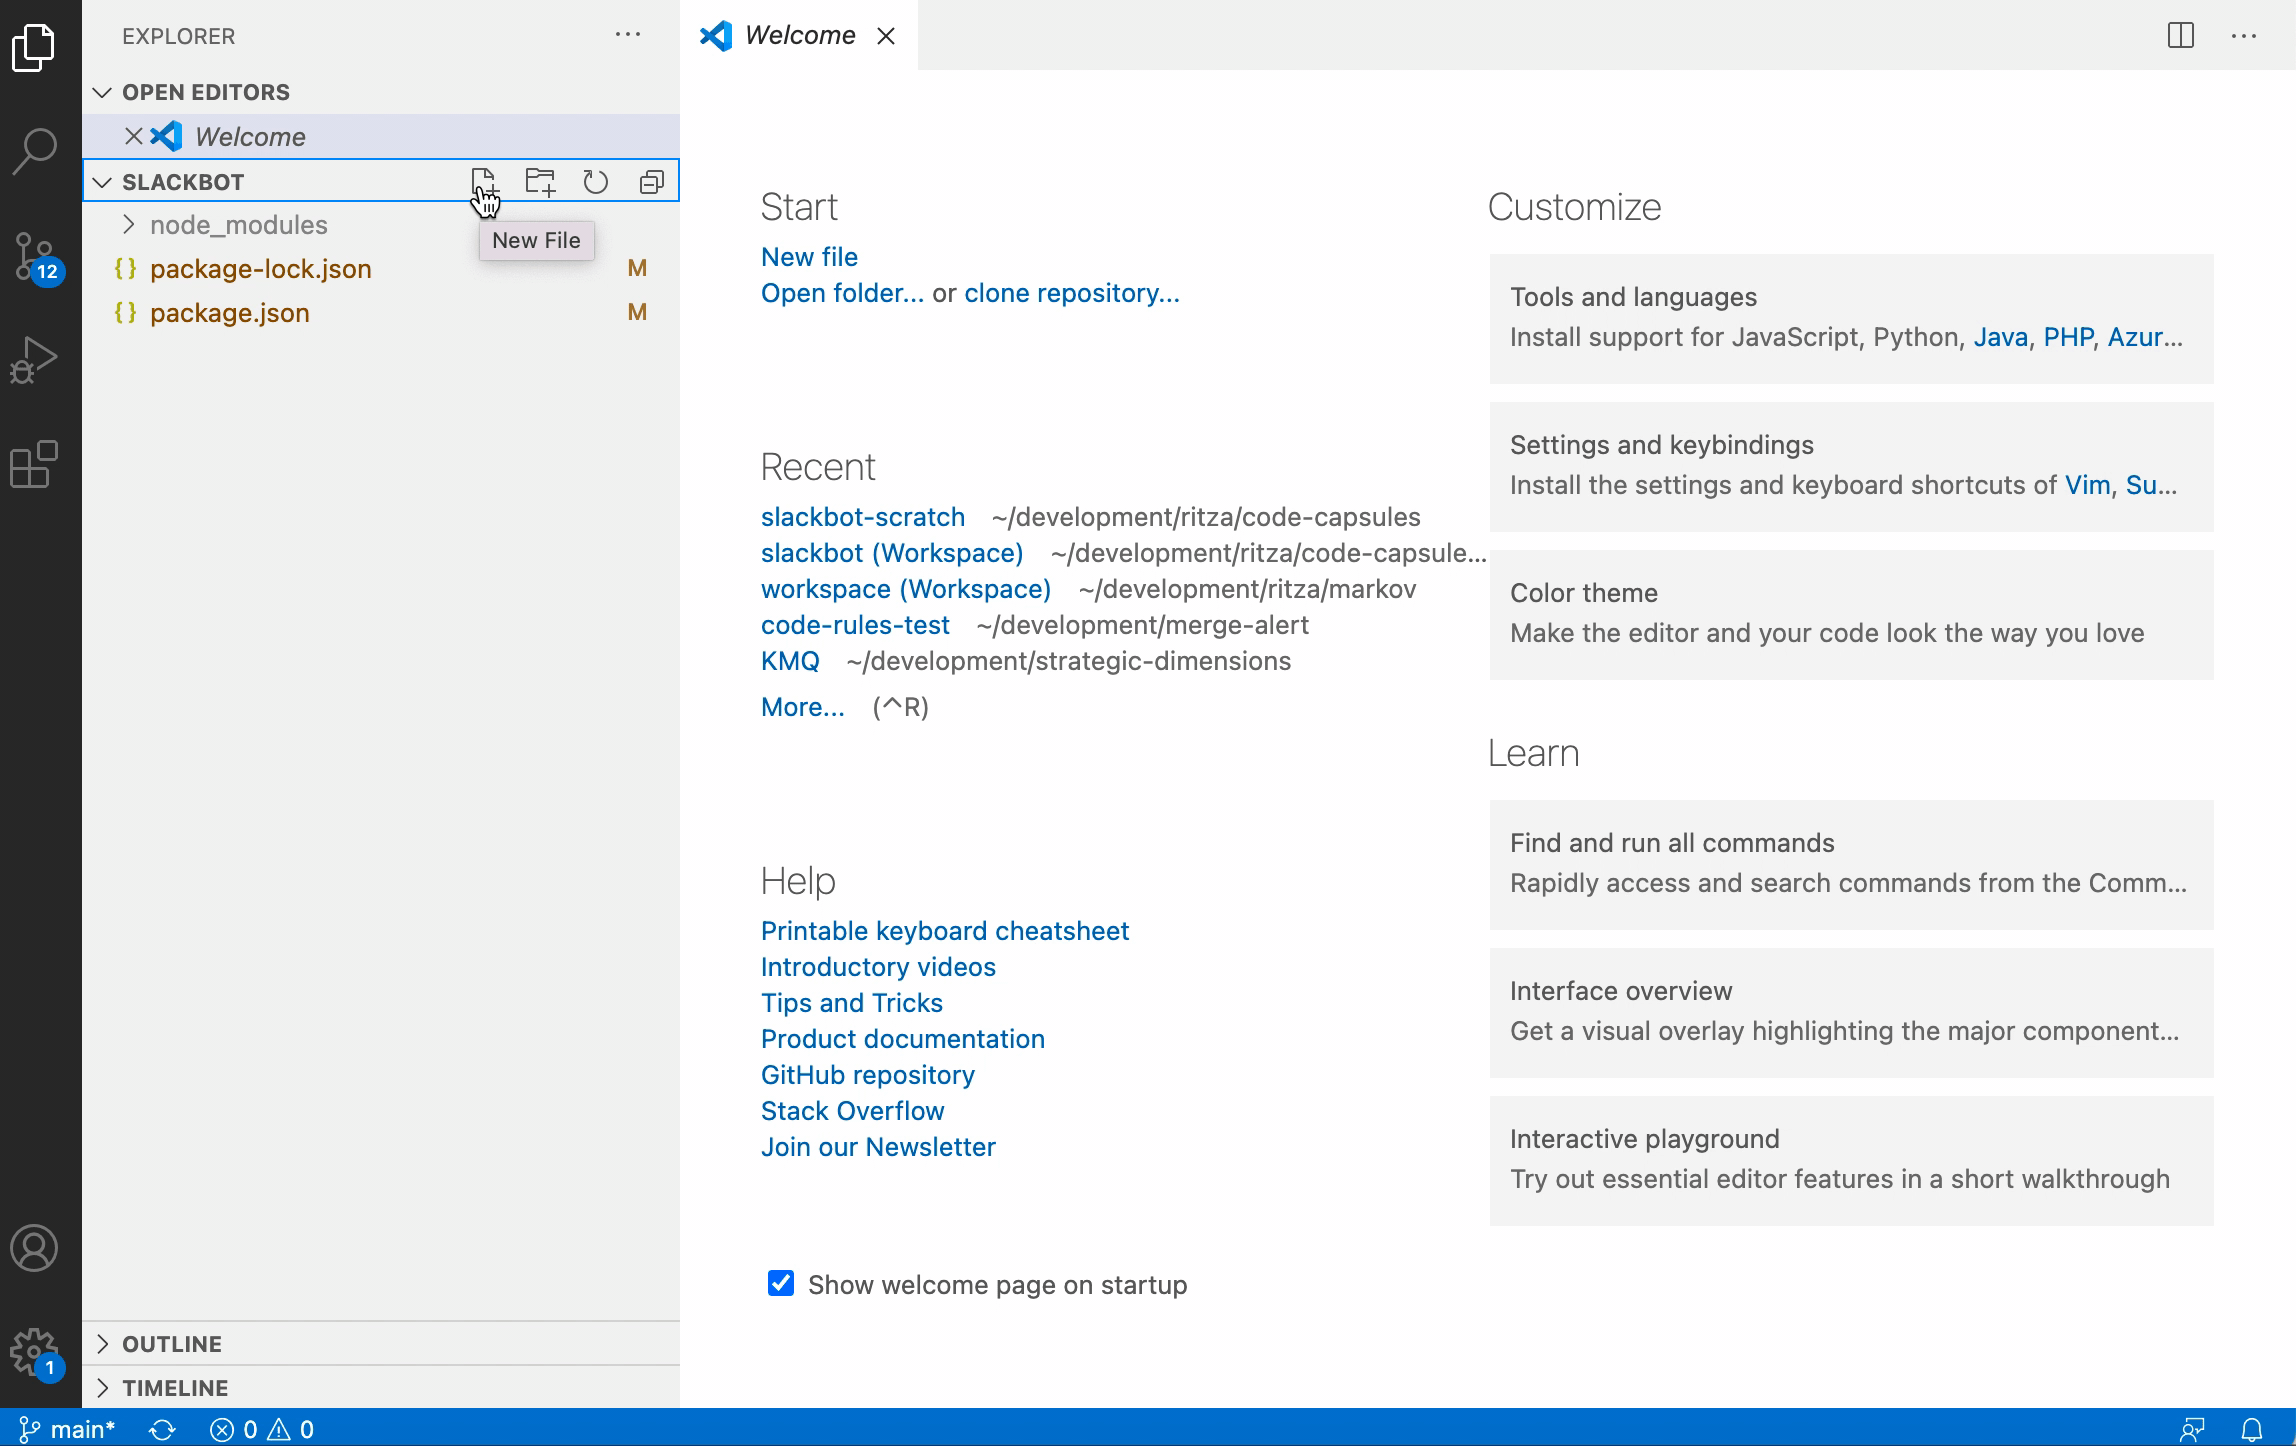 EXPLORER
OPEN EDITORS
Welcome
SLACKBOT
New File
node_modules
{} package-lock.json M
{} package.json M
12
OUTLINE
TIMELINE
1
main* 0 0
Welcome
Start
New file
Open folder... or clone repository...
Recent
slackbot-scratch ~/development/ritza/code-capsules
slackbot (Workspace) ~/development/ritza/code-capsule...
workspace (Workspace) ~/development/ritza/markov
code-rules-test ~/development/merge-alert
KMQ ~/development/strategic-dimensions
More... (^R)
Help
Printable keyboard cheatsheet
Introductory videos
Tips and Tricks
Product documentation
GitHub repository
Stack Overflow
Join our Newsletter
Show welcome page on startup
Customize
Tools and languages
Install support for JavaScript, Python, Java, PHP, Azur...
Settings and keybindings
Install the settings and keyboard shortcuts of Vim, Su...
Color theme
Make the editor and your code look the way you love
Learn
Find and run all commands
Rapidly access and search commands from the Comm...
Interface overview
Get a visual overlay highlighting the major component...
Interactive playground
Try out essential editor features in a short walkthrough